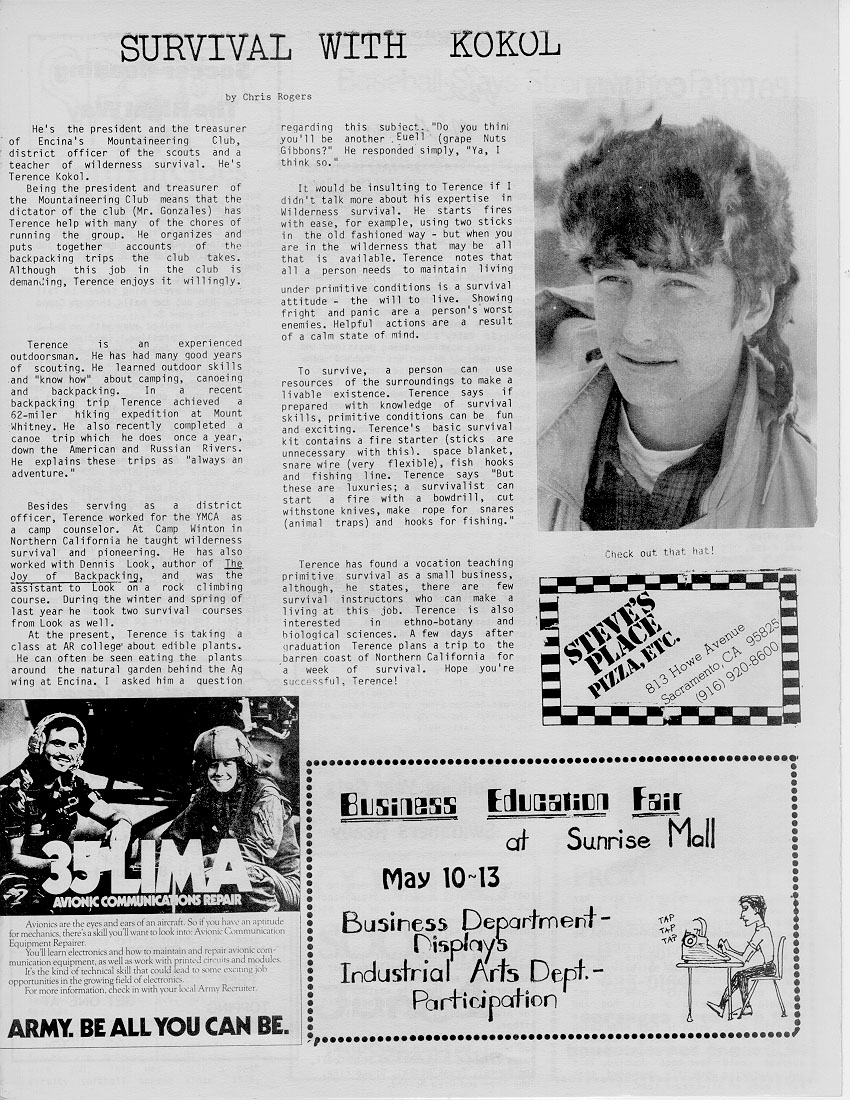 SURVIVAL WITH KOKOL
by Chris Rogers
He's the president and the treasurer
of Encina's Mountaineering Club,
district officer of the scouts and a
teacher of wilderness survival. He's
Terence Kokol.
Being the president and treasurer of
the Mountaineering Club means that the
dictator of the club (Mr. Gonzales) has
Terence help with many of the chores of
running the group. He organizes and
puts together accounts of the
backpacking trips the club takes.
Although this job in the club is
demanding, Terence enjoys it willingly.
Terence is an experienced
outdoorsman. He has had many good years
of scouting. He learned outdoor skills
and "know how" about camping, canoeing
and backpacking. In a recent
backpacking trip Terence achieved a
62-miler hiking expedition at Mount
Whitney. He also recently completed a
canoe trip which he does once a year,
down the American and Russian Rivers.
He explains these trips as "always an
adventure."
Besides serving as a district
officer, Terence worked for the YMCA as
a camp counselor. At Camp Winton in
Northern California he taught wilderness
survival and pioneering. He has also
worked with Dennis Look, author of The
Joy of Backpacking, and was the
assistant to Look on a rock climbing
course. During the winter and spring of
last year he took two survival courses
from Look as well.
At the present, Terence is taking a
class at AR college about edible plants.
He can often be seen eating the plants
around the natural garden behind the Ag
wing at Encina. I asked him a question
regarding this subject. "Do you think
you'll be another Euell (grape Nuts
Gibbons?" He responded simply, "Ya, I
think so."
It would be insulting to Terence if I
didn't talk more about his expertise in
Wilderness survival. He starts fires
with ease, for example, using two sticks
in the old fashioned way - but when you
are in the wilderness that may be all
that is available. Terence notes that
all a person needs to maintain living
under primitive conditions is a survival
attitude - the will to live. Showing
fright and panic are a person's worst
enemies. Helpful actions are a result
of a calm state of mind.
To survive, a person can use
resources of the surroundings to make a
livable existence. Terence says if
prepared with knowledge of survival
skills, primitive conditions can be fun
and exciting. Terence's basic survival
kit contains a fire starter (sticks are
unnecessary with this). space blanket,
snare wire (very flexible), fish hooks
and fishing line. Terence says "But
these are luxuries; a survivalist can
start a fire with a bowdrill, cut
withstone knives, make rope for snares
(animal traps) and hooks for fishing."
Terence has found a vocation teaching
primitive survival as a small business,
although, he states, there are few
survival instructors who can make a
living at this job. Terence is also
interested in ethno-botany and
biological sciences. A few days after
graduation Terence plans a trip to the
barren coast of Northern California for
a week of survival. Hope you're
successful, Terence!
Check out that hat!
STEVE'S
PLACE
PIZZA, ETC.
813 Howe Avenue
Sacramento, CA 95825
(916) 920-8600
35 LIMA
AVIONIC COMMUNICATIONS REPAIR
Avionics are the eyes and ears of an aircraft. So if you have an aptitude
for mechanics, there's a skill you'll want to look into: Avionic Communication
Equipment Repairer.
You'll learn electronics and how to maintain and repair avionic com-
munication equipment, as well as work with printed circuits and modules.
It's the kind of technical skill that could lead to some exciting job
opportunities in the growing field of electronics.
For more information, check in with your local Army Recruiter.
ARMY. BE ALL YOU CAN BE.
Business Education Fair
at Sunrise Mall
May 10~13
Business Department-
Display's
Industrial Arts Dept.-
Participation
TAP
TAP
TAP